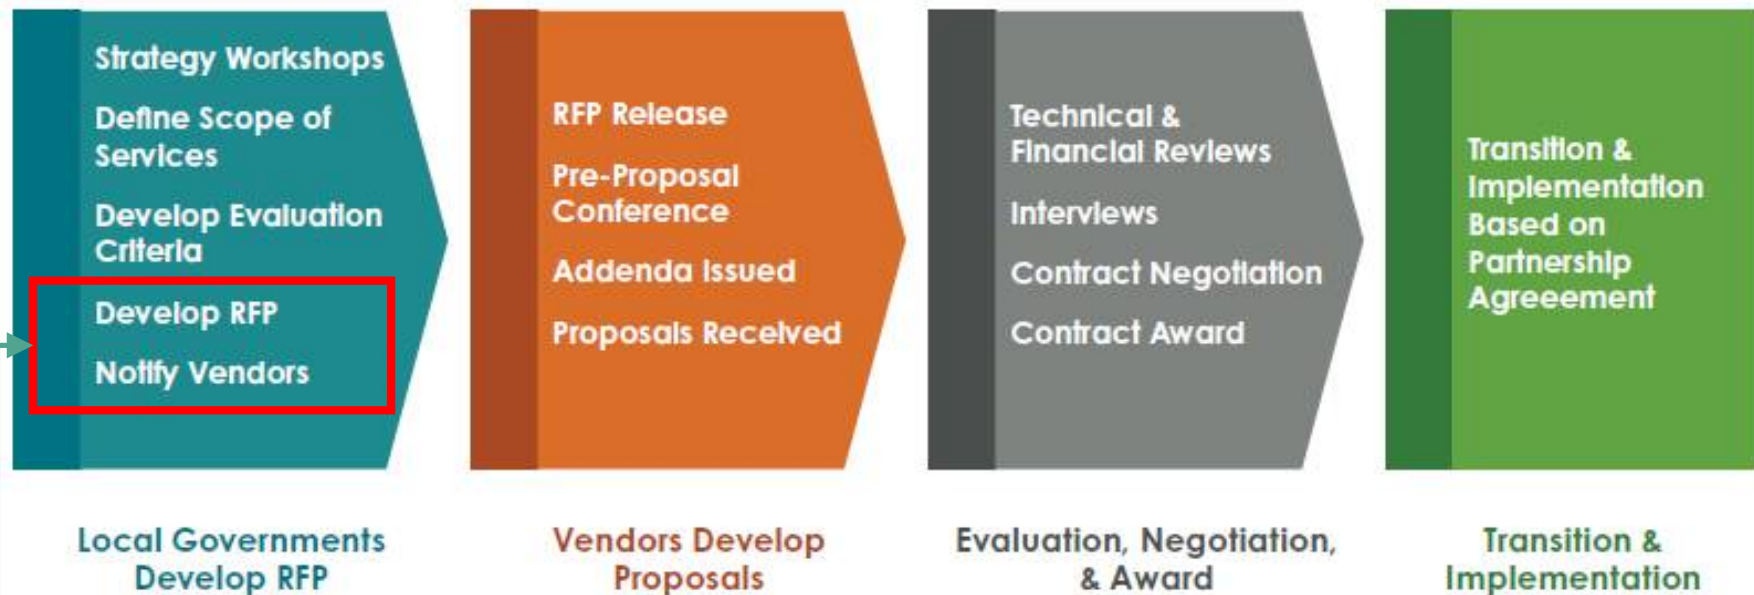 Strategy Workshops
Define Scope of
Services
Develop Evaluation
Criteria
Develop RFP
Notify Vendors
RFP Release
Pre-Proposal
Conference
Addenda Issued
Proposals Received
Technical &
Financial Reviews
Interviews
Contract Negotiation
Contract Award
Transition &
Implementation
Based on
Partnership
Agreeement
Local Governments
Develop RFP
Vendors Develop
Proposals
Evaluation, Negotiation,
& Award
Transition &
Implementation